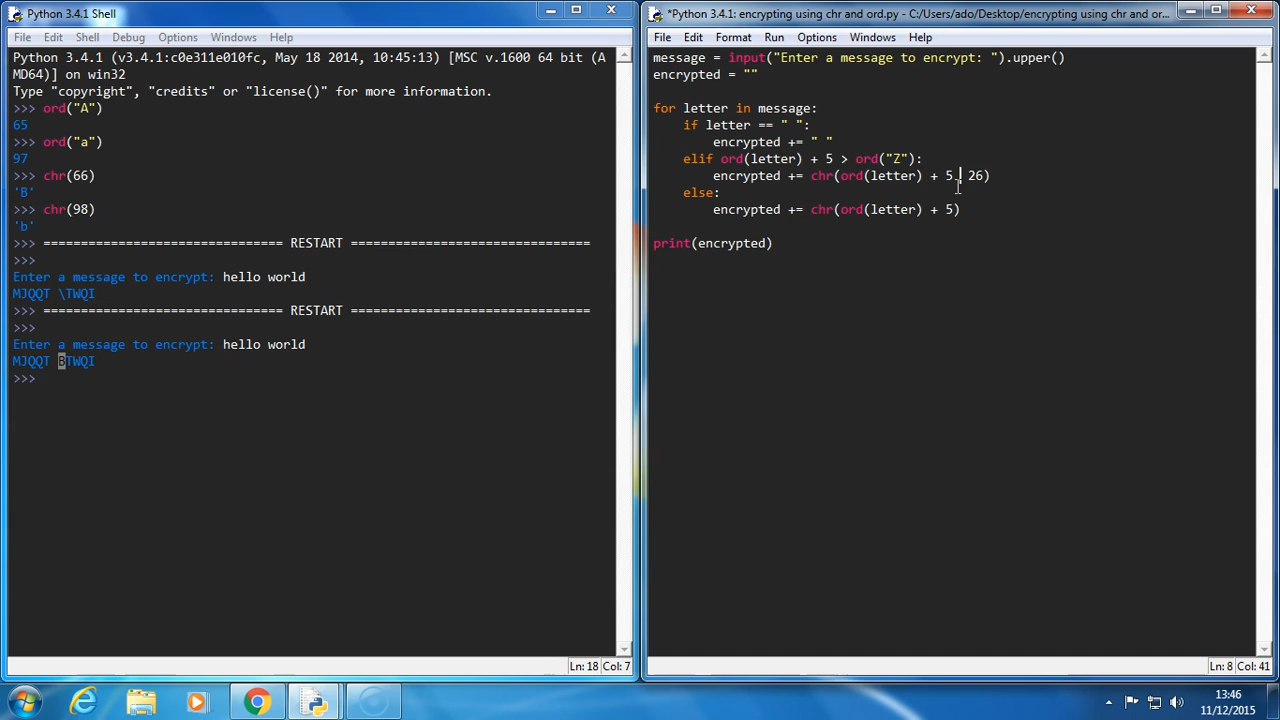 Python 3.4.1 Shell
File Edit Shell Debug Options Windows Help
Python 3.4.1 (v3.4.1:c0e311e010fc, May 18 2014, 10:45:13) [MSC v.1600 64 bit (A
MD64)] on win32
Type "copyright", "credits" or "license()" for more information.
>>> ord("A")
65
>>> ord("a")
97
>>> chr(66)
'B'
>>> chr(98)
'b'
>>> ================================ RESTART ================================
>>>
Enter a message to encrypt: hello world
MJQQT \TWQI
>>> ================================ RESTART ================================
>>>
Enter a message to encrypt: hello world
MJQQT BTWQI
>>>
Ln: 18 Col: 7
*Python 3.4.1: encrypting using chr and ord.py - C:/Users/ado/Desktop/encrypting using chr and or...
File Edit Format Run Options Windows Help
message = input("Enter a message to encrypt: ").upper()
encrypted = ""
for letter in message:
if letter == " ":
encrypted += " "
elif ord(letter) + 5 > ord("Z"):
encrypted += chr(ord(letter) + 5 26)
else:
encrypted += chr(ord(letter) + 5)
print(encrypted)
Ln: 8 Col: 41
13:46
11/12/2015